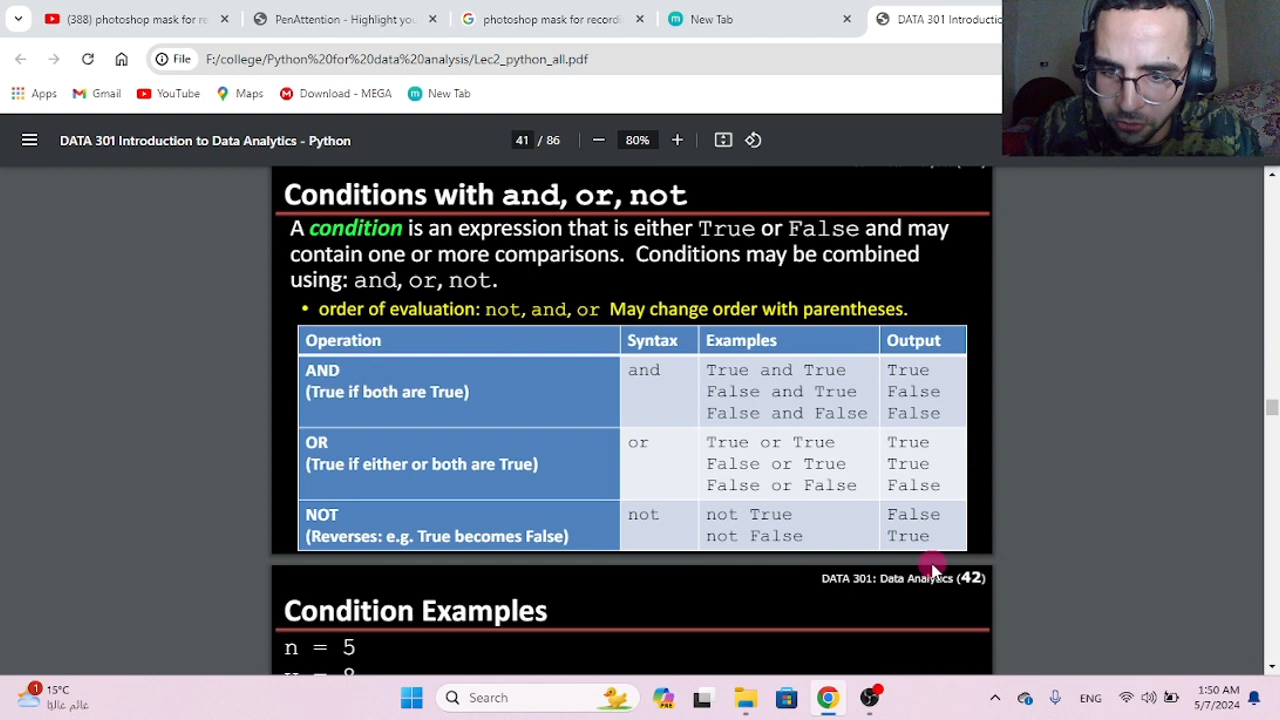 (388) photoshop mask for re
PenAttention - Highlight you
photoshop mask for recordi
New Tab
DATA 301 Introducti
File
F:/college/Python%20for%20data%20analysis/Lec2_python_all.pdf
Apps
Gmail
YouTube
Maps
Download - MEGA
New Tab
DATA 301 Introduction to Data Analytics - Python
41 / 86
80%
Conditions with and, or, not
A condition is an expression that is either True or False and may
contain one or more comparisons. Conditions may be combined
using: and, or, not.
• order of evaluation: not, and, or May change order with parentheses.
Operation Syntax Examples Output
AND and True and True True
(True if both are True) False and True False
False and False False
OR or True or True True
(True if either or both are True) False or True True
False or False False
NOT not not True False
(Reverses: e.g. True becomes False) not False True
DATA 301: Data Analytics (42)
Condition Examples
n = 5
1
15°C
عالم غالبًا
Search
PRE
ENG
1:50 AM
5/7/2024